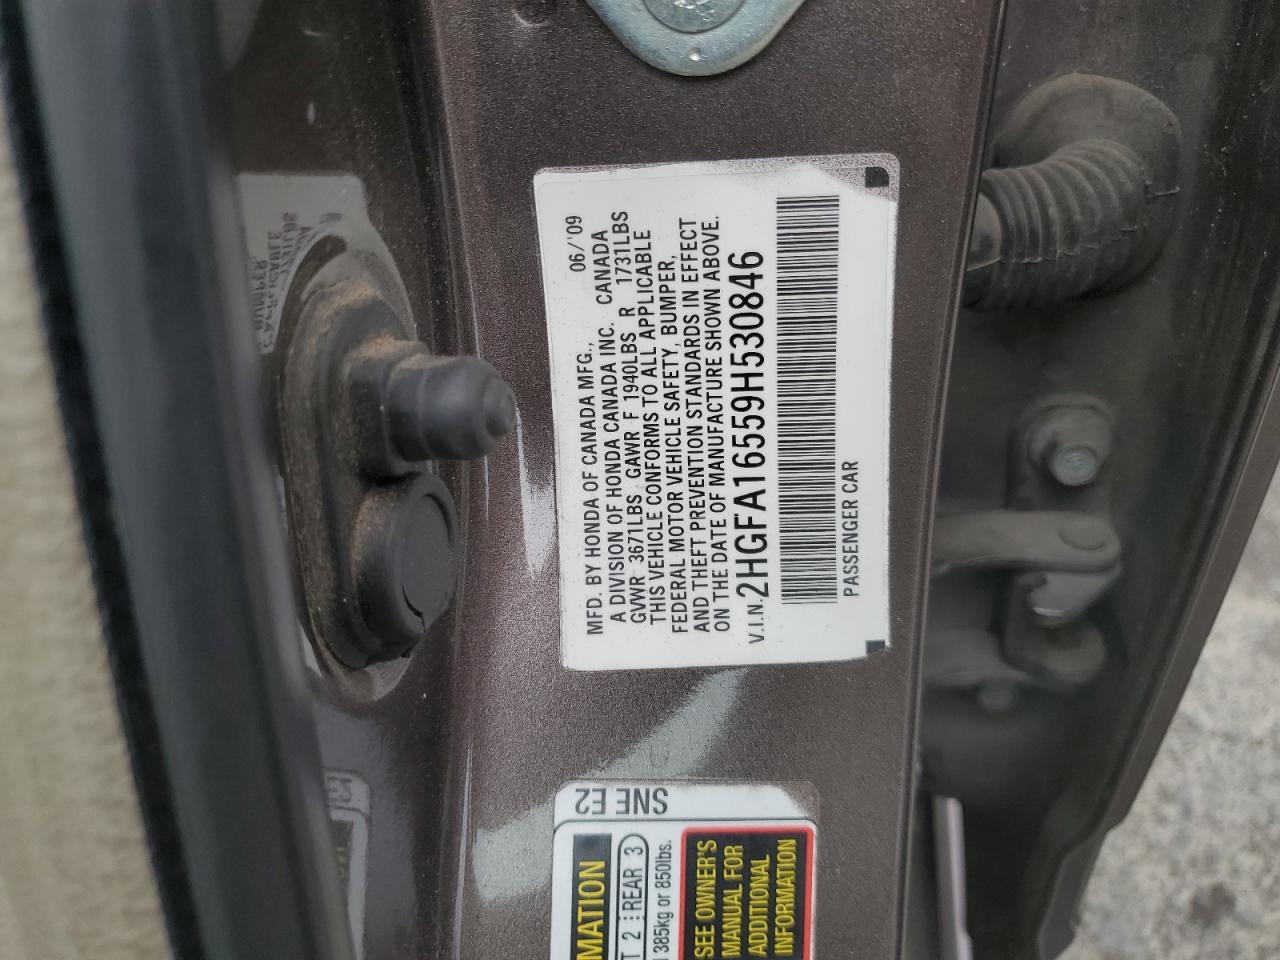 06/'09
MFD. BY HONDA OF CANADA MFG.,
A DIVISION OF HONDA CANADA INC. CANADA
GVWR 3671LBS GAWR F 1940LBS R 1731LBS
THIS VEHICLE CONFORMS TO ALL APPLICABLE
FEDERAL MOTOR VEHICLE SAFETY, BUMPER,
AND THEFT PREVENTION STANDARDS IN EFFECT
ON THE DATE OF MANUFACTURE SHOWN ABOVE.
V.I.N. 2HGFA16559H530846
PASSENGER CAR
SNE E2
REAR 3
385kg or 850lbs.
SEE OWNER'S
MANUAL FOR
ADDITIONAL
INFORMATION